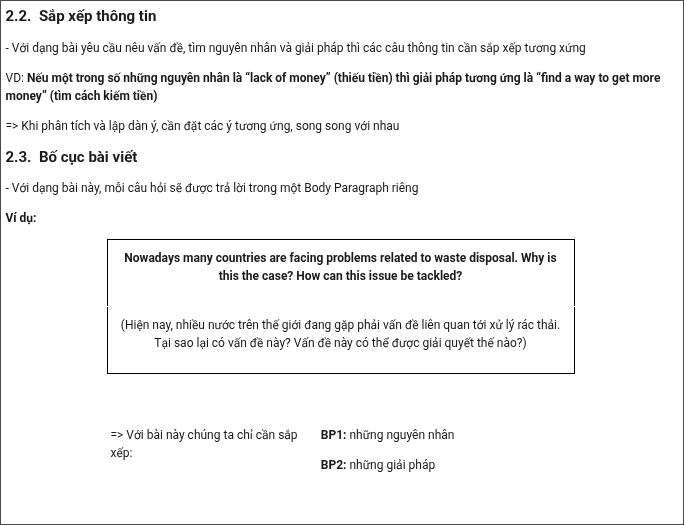 2.2. Sắp xếp thông tin
- Với dạng bài yêu cầu nêu vấn đề, tìm nguyên nhân và giải pháp thì các câu thông tin cần sắp xếp tương xứng
VD: Nếu một trong số những nguyên nhân là “lack of money” (thiếu tiền) thì giải pháp tương ứng là “find a way to get more
money” (tìm cách kiếm tiền)
=> Khi phân tích và lập dàn ý, cần đặt các ý tương ứng, song song với nhau
2.3. Bố cục bài viết
- Với dạng bài này, mỗi câu hỏi sẽ được trả lời trong một Body Paragraph riêng
Ví dụ:
Nowadays many countries are facing problems related to waste disposal. Why is
this the case? How can this issue be tackled?
(Hiện nay, nhiều nước trên thế giới đang gặp phải vấn đề liên quan tới xử lý rác thải.
Tại sao lại có vấn đề này? Vấn đề này có thể được giải quyết thế nào?)
=> Với bài này chúng ta chỉ cần sắp
xếp:
BP1: những nguyên nhân
BP2: những giải pháp